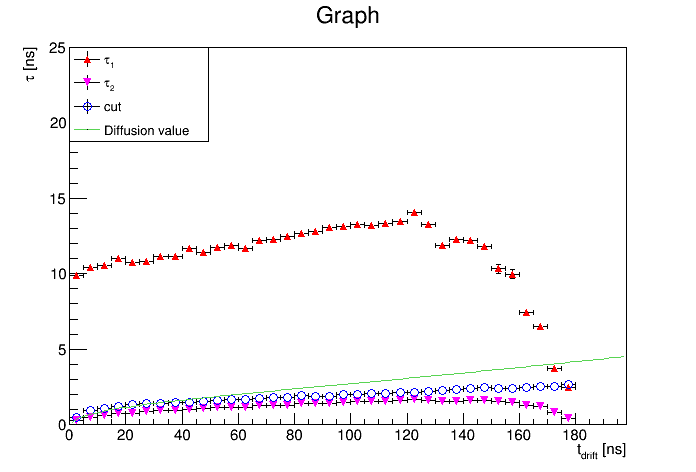 Graph
τ [ns]
25
20
15
10
5
0
τ1
τ2
cut
Diffusion value
0 20 40 60 80 100 120 140 160 180
tdrift [ns]